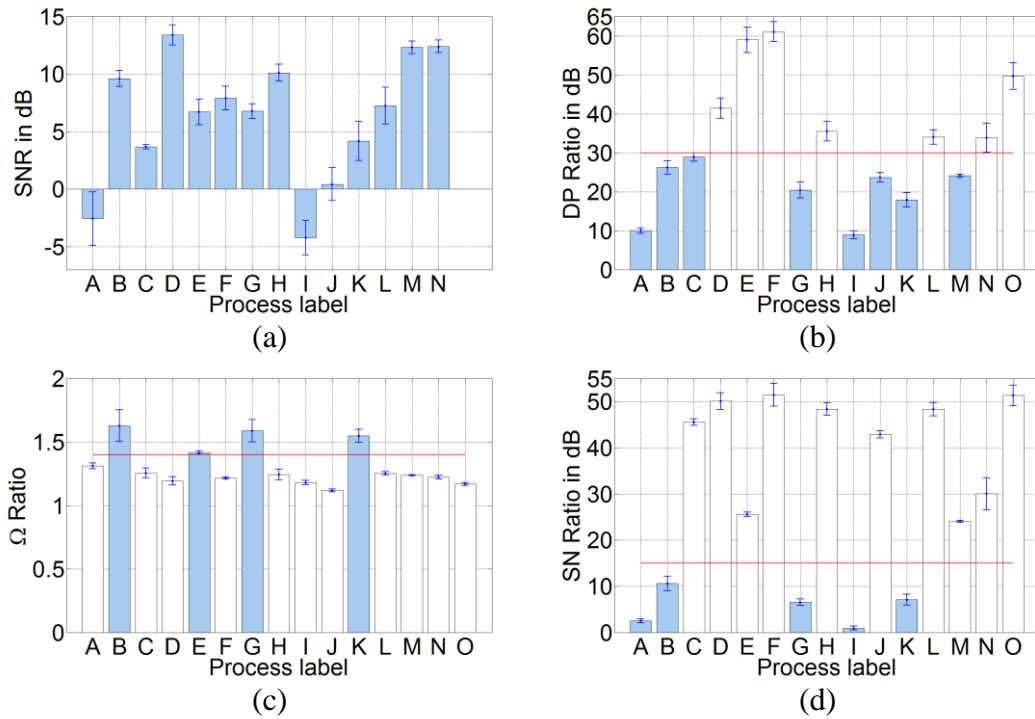 15
10
5
0
-5
SNR in dB
A B C D E F G H I J K L M N
Process label
(a)
65
60
50
40
30
20
10
0
DP Ratio in dB
A B C D E F G H I J K L M N O
Process label
(b)
2
1.5
1
0.5
0
Ω Ratio
A B C D E F G H I J K L M N O
Process label
(c)
55
50
40
30
20
10
0
SN Ratio in dB
A B C D E F G H I J K L M N O
Process label
(d)